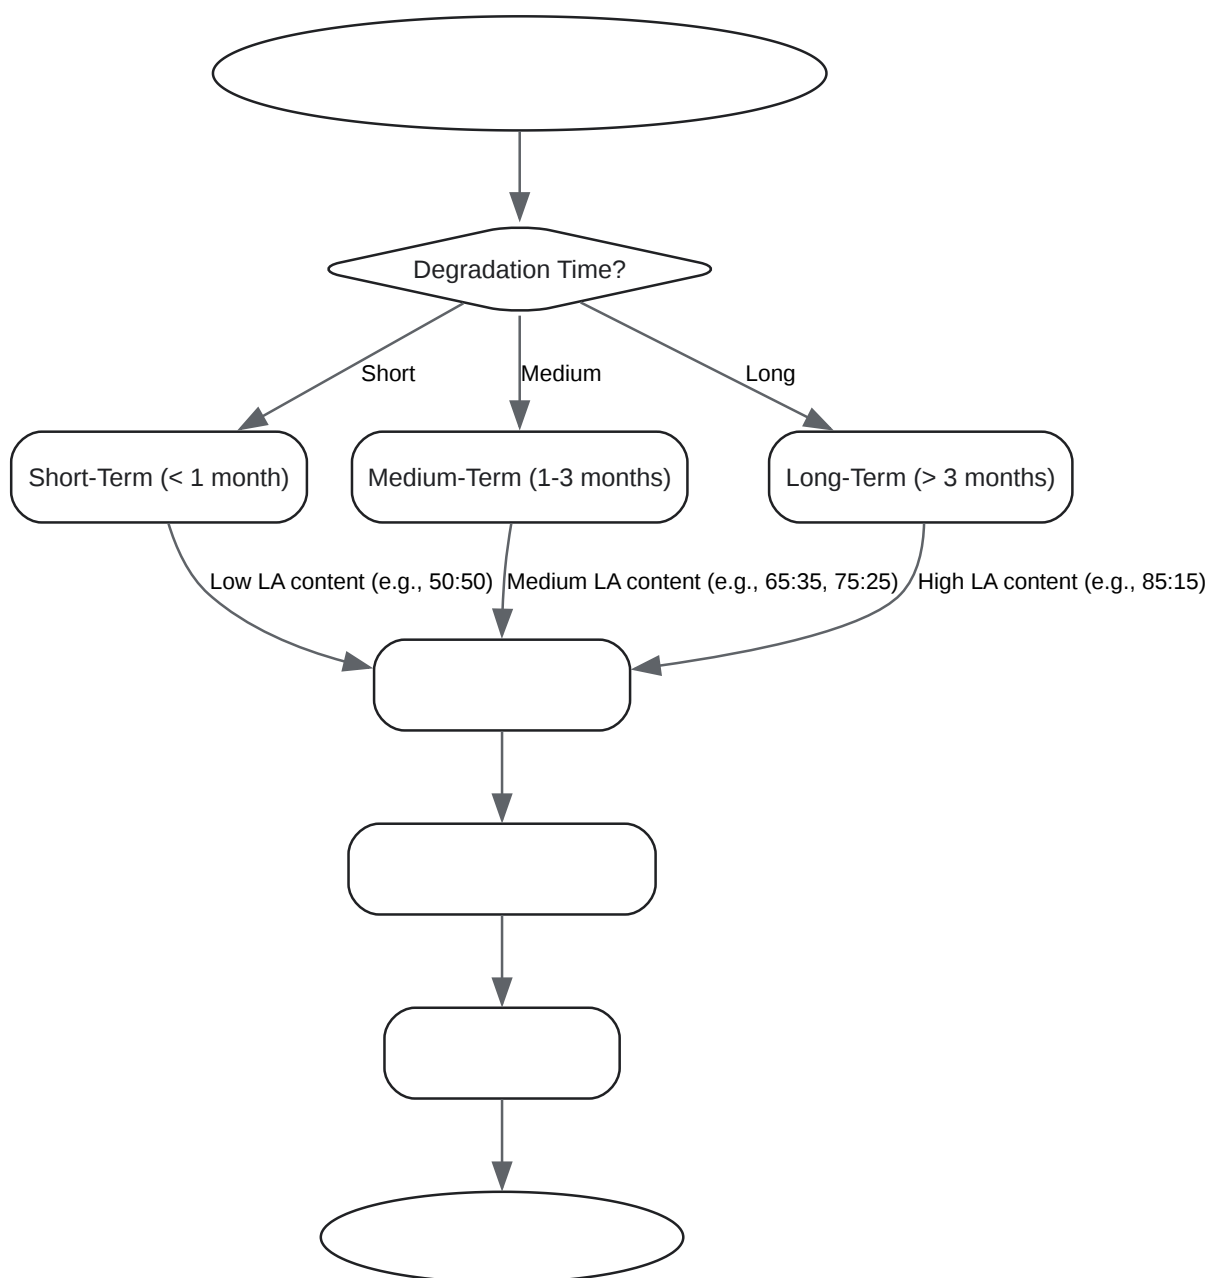 Degradation Time?
Short
Medium
Long
Short-Term (< 1 month)
Medium-Term (1-3 months)
Long-Term (> 3 months)
Low LA content (e.g., 50:50)
Medium LA content (e.g., 65:35, 75:25)
High LA content (e.g., 85:15)